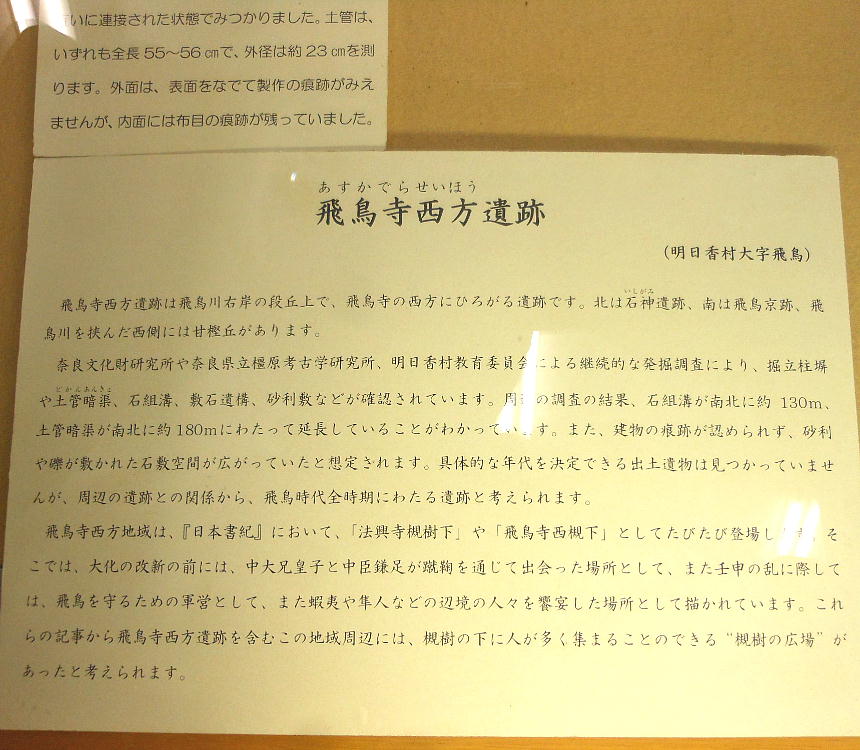 いに連接された状態でみつかりました。土管は、
いずれも全長55～56㎝で、外径は約23㎝を測
ります。外面は、表面をなでて製作の痕跡がみえ
ませんが、内面には布目の痕跡が残っていました。
あすかでらせいほう
飛鳥寺西方遺跡
（明日香村大字飛鳥）
いしがみ
飛鳥寺西方遺跡は飛鳥川右岸の段丘上で、飛鳥寺の西方にひろがる遺跡です。北は石神遺跡、南は飛鳥京跡、飛
鳥川を挟んだ西側には甘樫丘があります。
奈良文化財研究所や奈良県立橿原考古学研究所、明日香村教育委員会による継続的な発掘調査により、掘立柱塀
どかんあんきょ
や土管暗渠、石組溝、敷石遺構、砂利敷などが確認されています。周辺の調査の結果、石組溝が南北に約130m、
土管暗渠が南北に約180mにわたって延長していることがわかっています。また、建物の痕跡が認められず、砂利
や礫が敷かれた石敷空間が広がっていたと想定されます。具体的な年代を決定できる出土遺物は見つかっていませ
んが、周辺の遺跡との関係から、飛鳥時代全時期にわたる遺跡と考えられます。
飛鳥寺西方地域は、『日本書紀』において、「法興寺槻樹下」や「飛鳥寺西槻下」としてたびたび登場し　。そ
こでは、大化の改新の前には、中大兄皇子と中臣鎌足が蹴鞠を通じて出会った場所として、また壬申の乱に際して
は、飛鳥を守るための軍営として、また蝦夷や隼人などの辺境の人々を饗宴した場所として描かれています。これ
らの記事から飛鳥寺西方遺跡を含むこの地域周辺には、槻樹の下に人が多く集まることのできる“槻樹の広場”が
あったと考えられます。